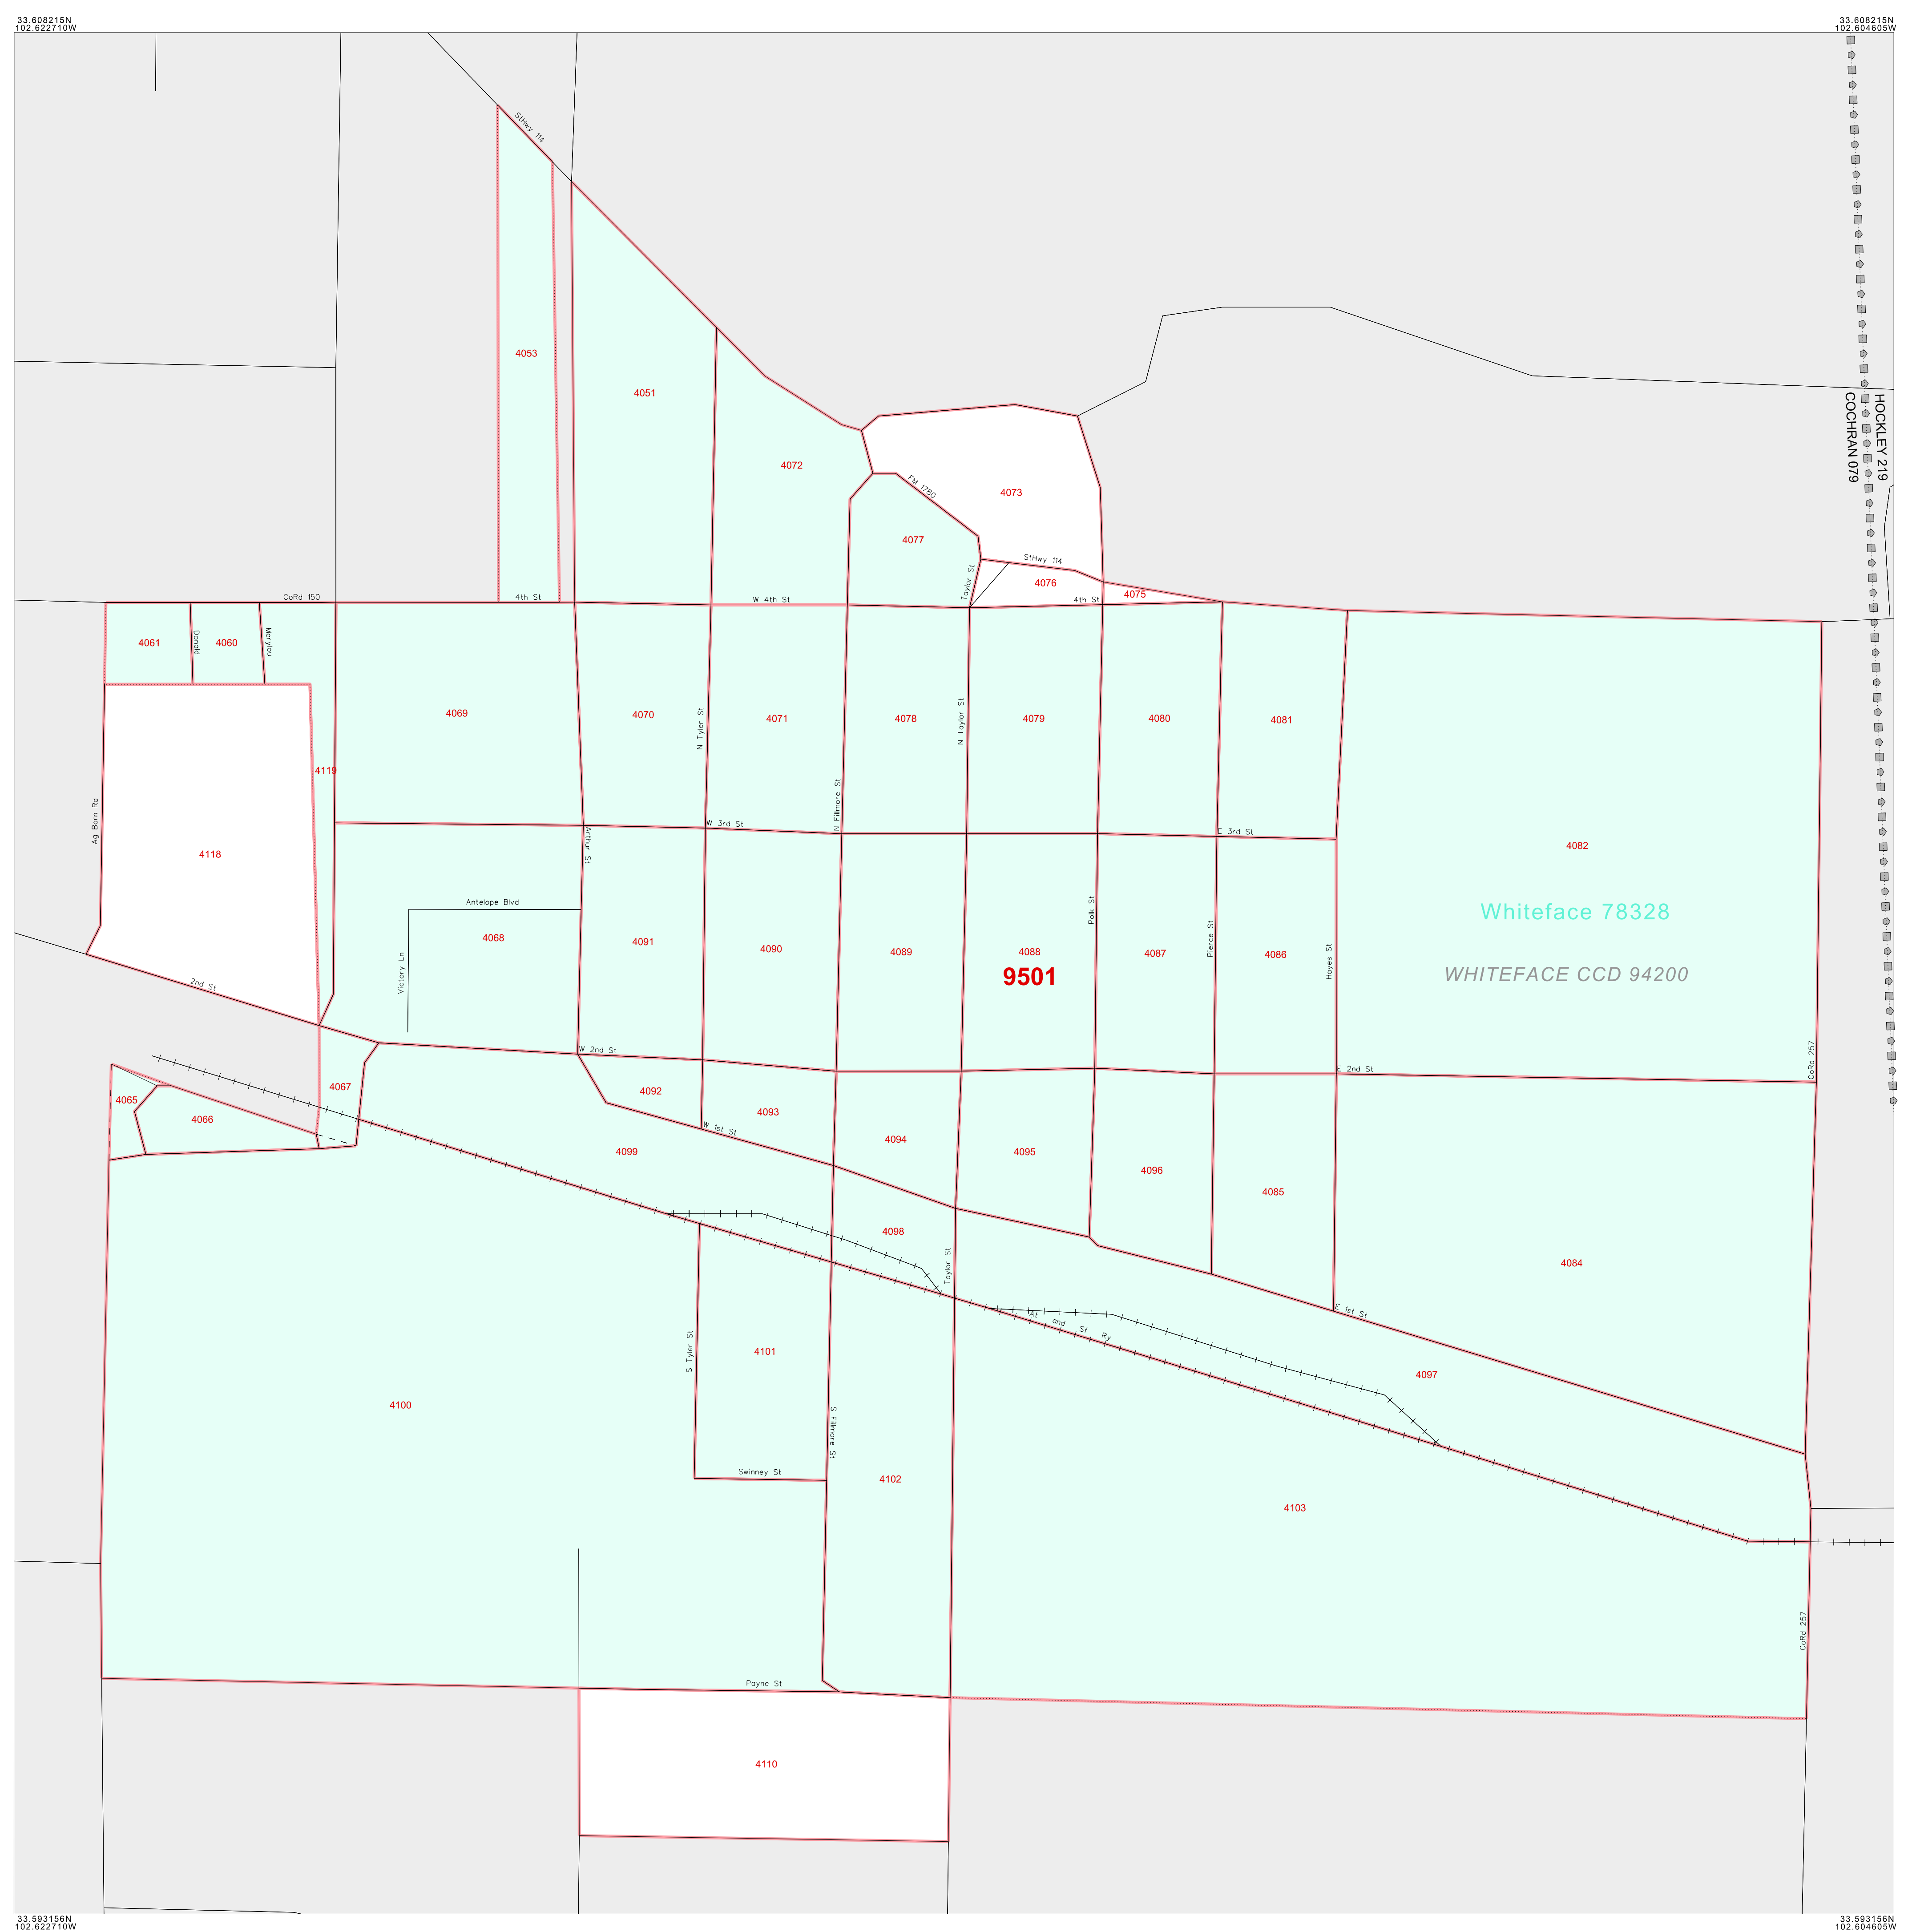 33.608215N
102.622710W
33.608215N
102.604605W
StHwy 114
4053
4051
HOCKLEY 219
COCHRAN 079
4072
4073
FM 1780
4077
StHwy 114
Taylor St
4076
4075
CoRd 150
4th St
W 4th St
4th St
4061
Donald
4060
Marylou
4069
4070
N Tyler St
4071
4078
N Taylor St
4079
4080
4081
4119
Ag Barn Rd
N Fillmore St
W 3rd St
E 3rd St
Arthur St
4118
4082
Antelope Blvd
Whiteface 78328
4068
4091
4090
4089
4088
Polk St
4087
Pierce St
4086
Hayes St
Victory Ln
9501
WHITEFACE CCD 94200
2nd St
W 2nd St
E 2nd St
CoRd 257
4065
4066
4067
4092
4093
W 1st St
4094
4095
4096
4085
4099
4098
Taylor St
4084
At and Sf Ry
E 1st St
S Tyler St
4101
4097
4100
S Fillmore St
Swinney St
4102
4103
CoRd 257
Payne St
4110
33.593156N
102.622710W
33.593156N
102.604605W